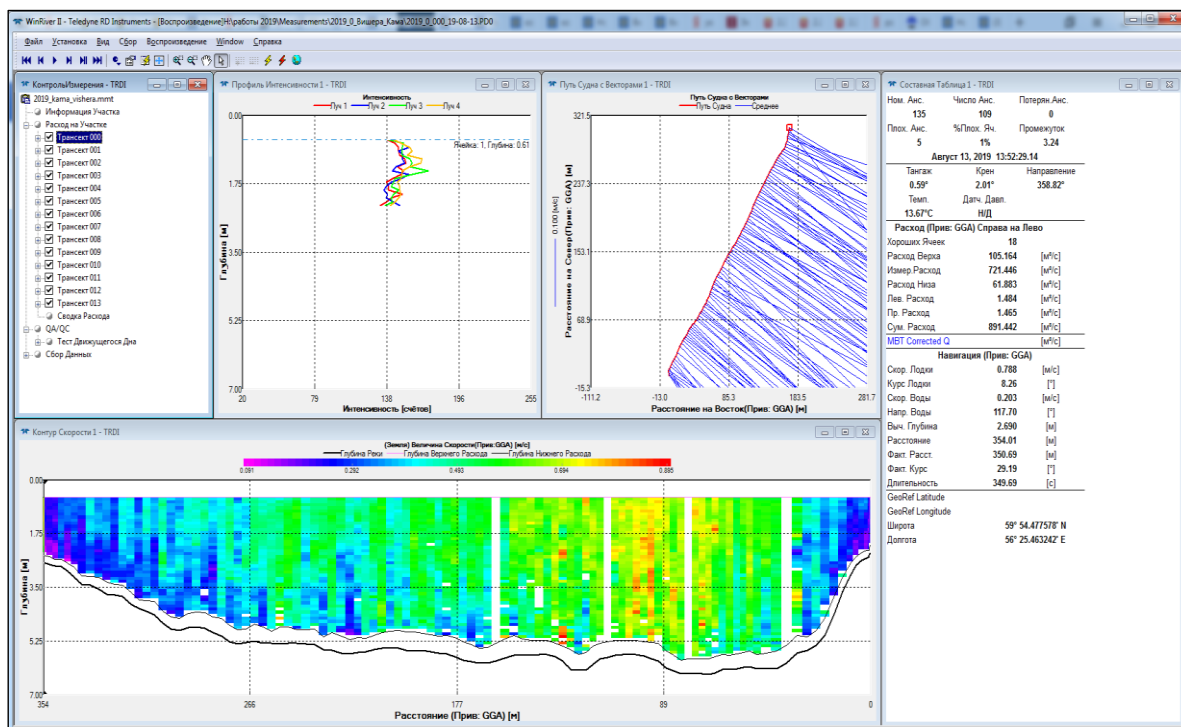 WinRiver II - Teledyne RD Instruments - [Воспроизведение]H:\работы 2019\Measurements\2019_0_Вишера_Кама\2019_0_000_19-08-13.PD0
Файл Установка Вид Сбор Воспроизведение Window Справка
КонтрольИзмерения - TRDI
2019_kama_vishera.mmt
Информация Участка
Расход на Участке
Трансект 000
Трансект 001
Трансект 002
Трансект 003
Трансект 004
Трансект 005
Трансект 006
Трансект 007
Трансект 008
Трансект 009
Трансект 010
Трансект 011
Трансект 012
Трансект 013
Сводка Расхода
QA/QC
Тест Движущегося Дна
Сбор Данных
Профиль Интенсивности 1 - TRDI
Интенсивность
Луч 1 Луч 2 Луч 3 Луч 4
Ячейка: 1, Глубина: 0.61
0.00
1.75
3.50
5.25
7.00
Глубина [м]
20 79 138 196 255
Интенсивность [счётов]
Путь Судна с Векторами 1 - TRDI
Путь Судна с Векторами
Путь Судна Среднее
321.5
237.3
153.1
68.9
-15.3
0.100 [м/с]
Расстояние на Север(Прив: GGA) [м]
-111.2 -13.0 85.3 183.5 281.7
Расстояние на Восток(Прив: GGA) [м]
Составная Таблица 1 - TRDI
Ном. Анс. Число Анс. Потерян.Анс.
135 109 0
Плох. Анс. %Плох. Яч. Промежуток
5 1% 3.24
Август 13, 2019 13:52:29.14
Тангаж Крен Направление
0.59° 2.01° 358.82°
Темп. Датч. Давл.
13.67°C Н/Д
Расход (Прив: GGA) Справа на Лево
Хороших Ячеек 18
Расход Верха 105.164 [м³/с]
Измер.Расход 721.446 [м³/с]
Расход Низа 61.883 [м³/с]
Лев. Расход 1.484 [м³/с]
Пр. Расход 1.465 [м³/с]
Сум. Расход 891.442 [м³/с]
MBT Corrected Q [м³/с]
Навигация (Прив: GGA)
Скор. Лодки 0.788 [м/с]
Курс Лодки 8.26 [°]
Скор. Воды 0.203 [м/с]
Напр. Воды 117.70 [°]
Выч. Глубина 2.690 [м]
Расстояние 354.01 [м]
Факт. Расст. 350.69 [м]
Факт. Курс 29.19 [°]
Длительность 349.69 [с]
GeoRef Latitude
GeoRef Longitude
Широта 59° 54.477578' N
Долгота 56° 25.463242' E
Контур Скорости 1 - TRDI
(Земля) Величина Скорости(Прив:GGA) [м/с]
Глубина Реки Глубина Верхнего Расхода Глубина Нижнего Расхода
0.091 0.292 0.493 0.694 0.895
0.00
1.75
3.50
5.25
7.00
Глубина [м]
354 266 177 89 0
Расстояние (Прив: GGA) [м]